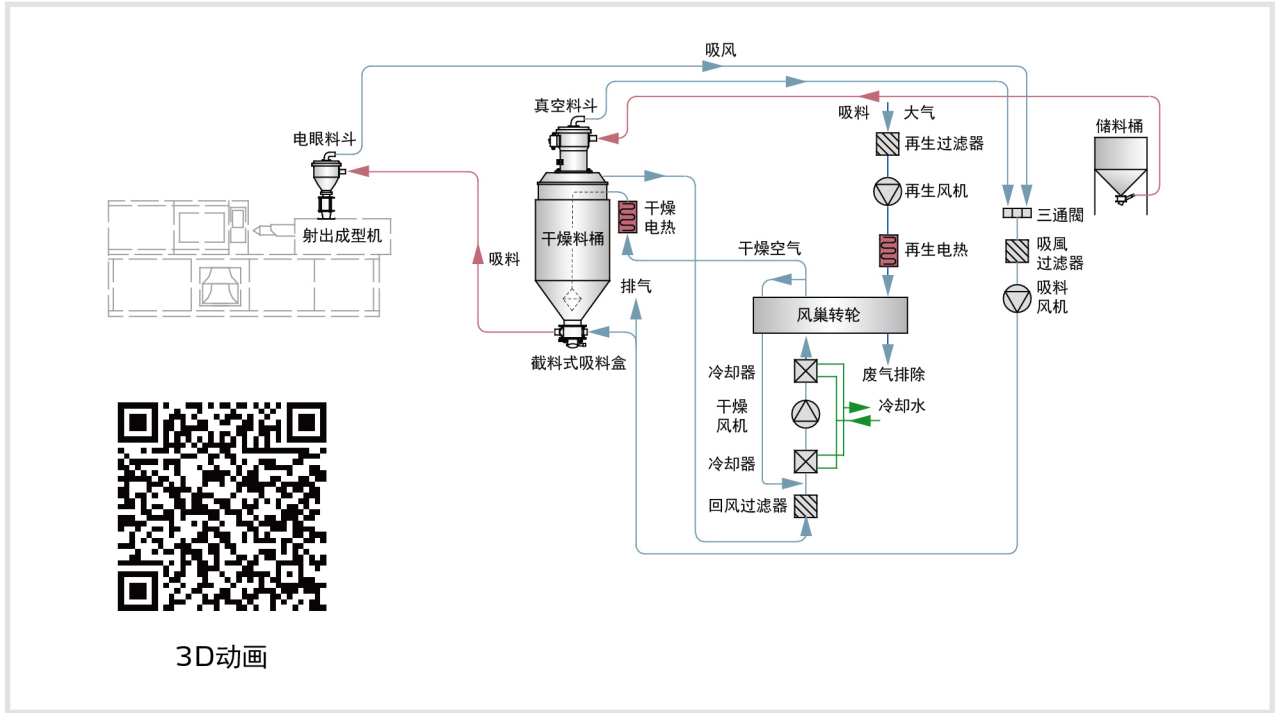 吸风
真空料斗
吸料
大气
储料桶
电眼料斗
再生过滤器
再生风机
三通閥
干燥
电热
射出成型机
干燥料桶
干燥空气
再生电热
吸風
过滤器
吸料
排气
吸料
风机
风巢转轮
截料式吸料盒
冷却器
废气排除
干燥
风机
冷却水
冷却器
回风过滤器
3D动画